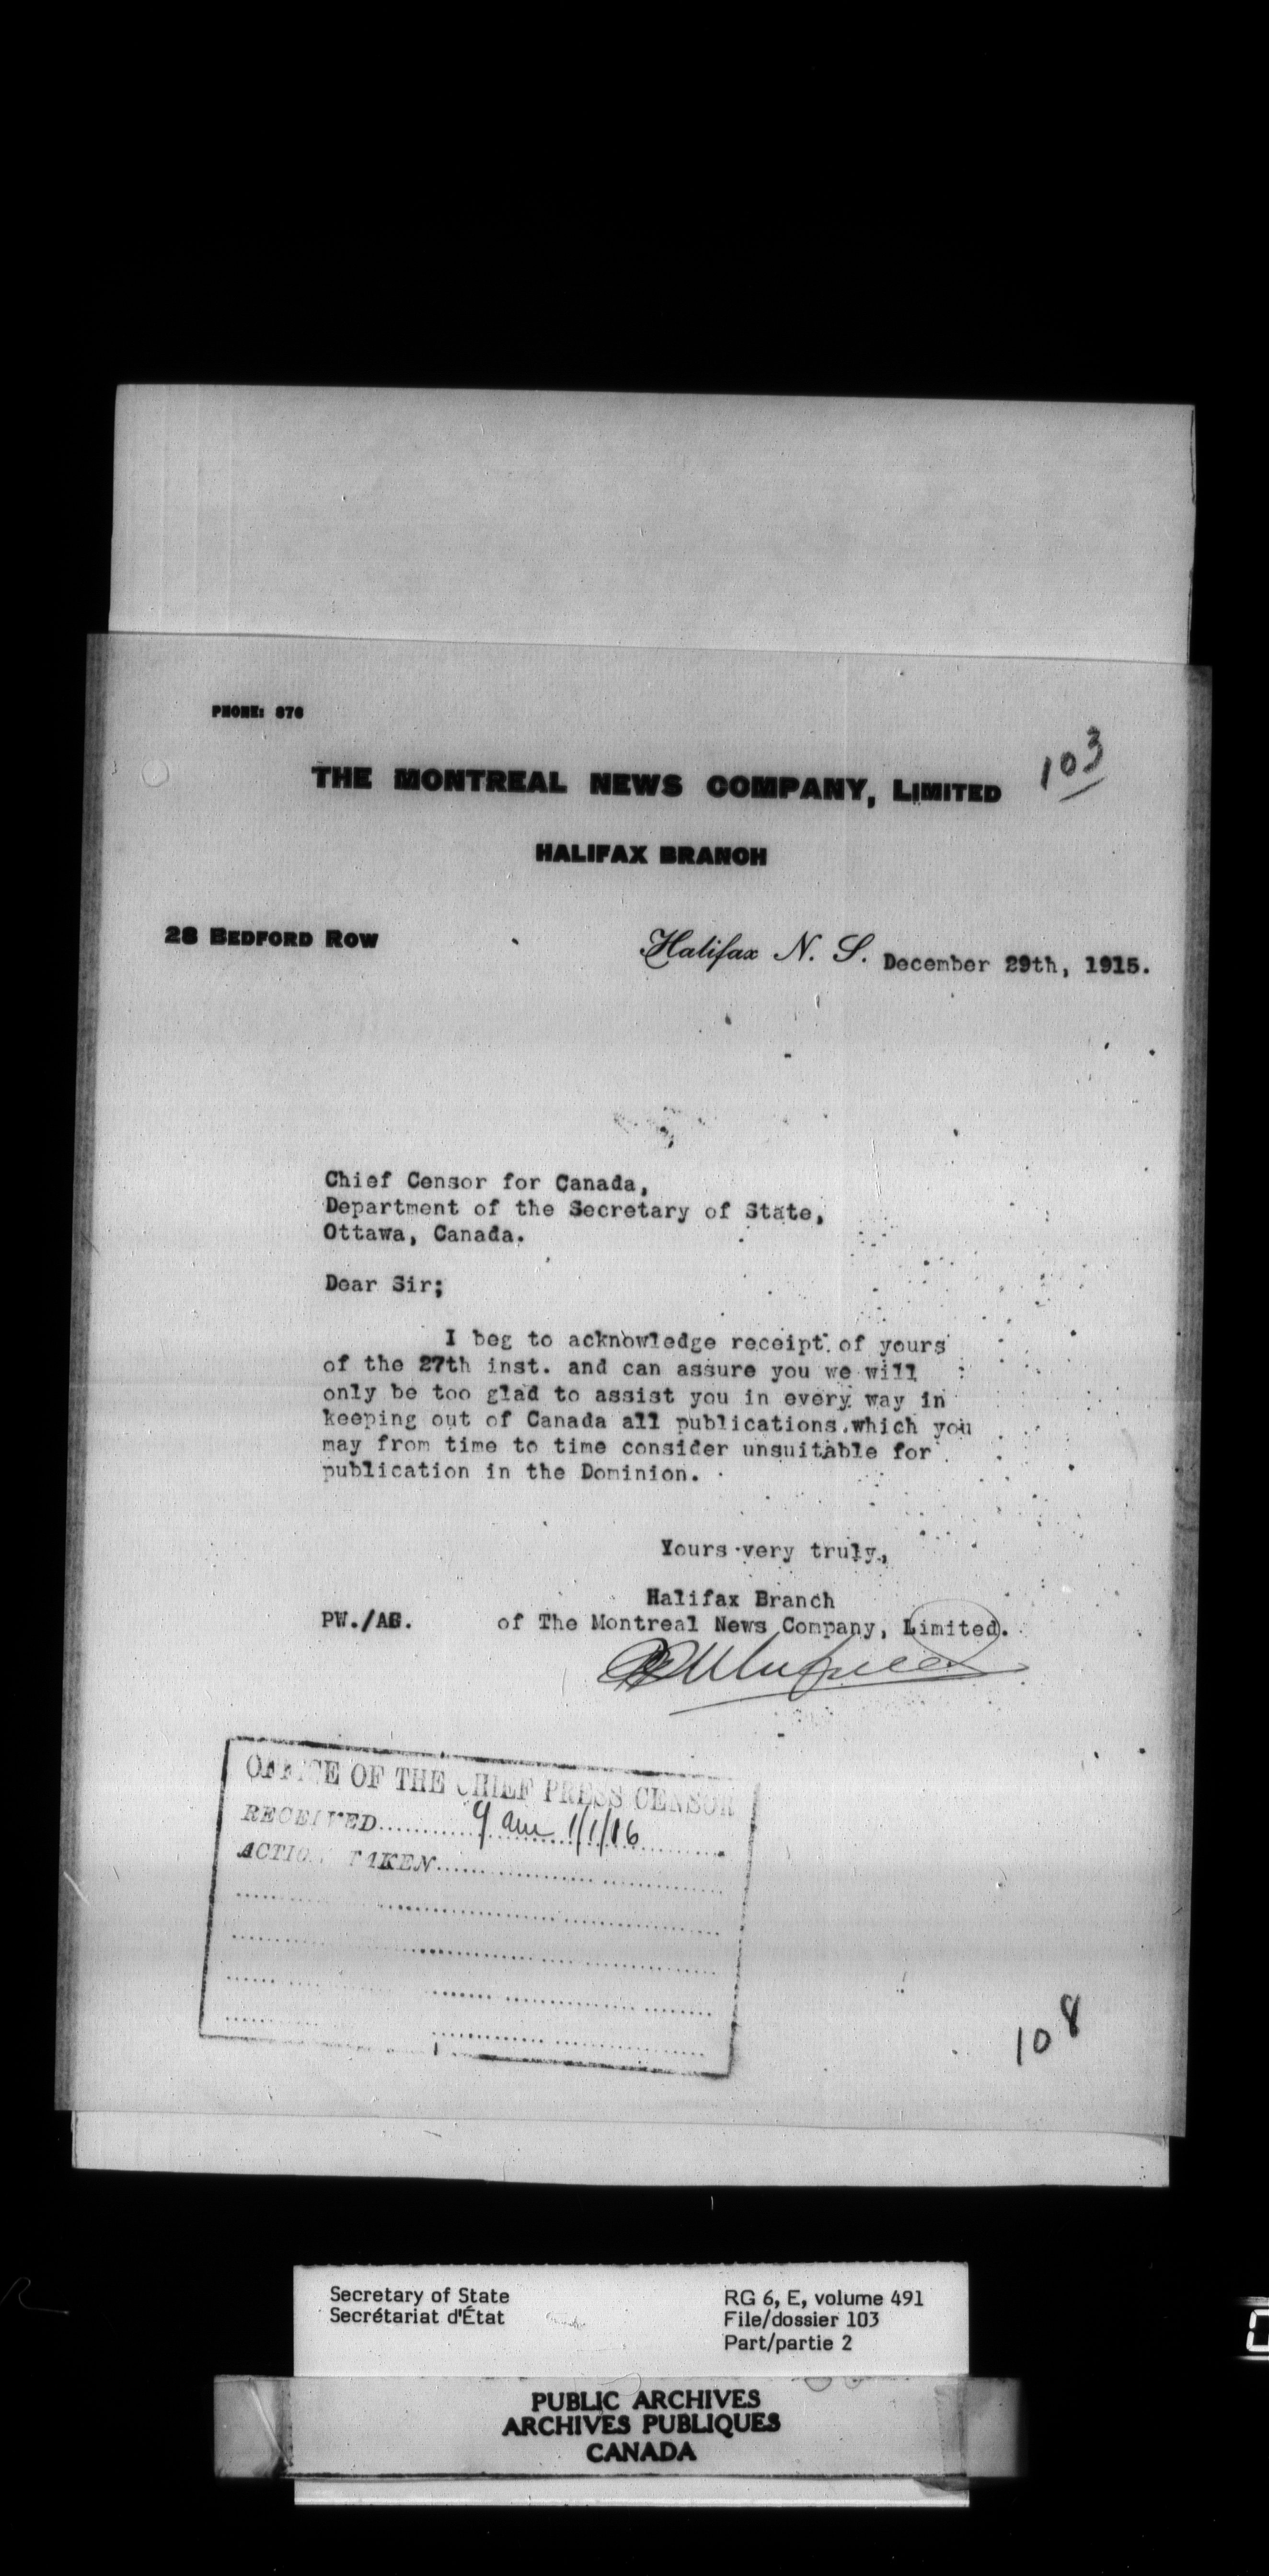 PHONE: 676
103
THE MONTREAL NEWS COMPANY, LIMITED
HALIFAX BRANCH
28 BEDFORD ROW
Halifax N. S. December 29th, 1915.
Chief Censor for Canada,
Department of the Secretary of State,
Ottawa, Canada.
Dear Sir;
I beg to acknowledge receipt of yours
of the 27th inst. and can assure you we will
only be too glad to assist you in every way in
keeping out of Canada all publications which you
may from time to time consider unsuitable for
publication in the Dominion.
Yours very truly,
Halifax Branch
PW./AG. of The Montreal News Company, Limited.
OFFICE OF THE CHIEF PRESS CENSOR
RECEIVED 9 am 1/1/16
ACTION TAKEN
108
Secretary of State
Secrétariat d'État
RG 6, E, volume 491
File/dossier 103
Part/partie 2
PUBLIC ARCHIVES
ARCHIVES PUBLIQUES
CANADA